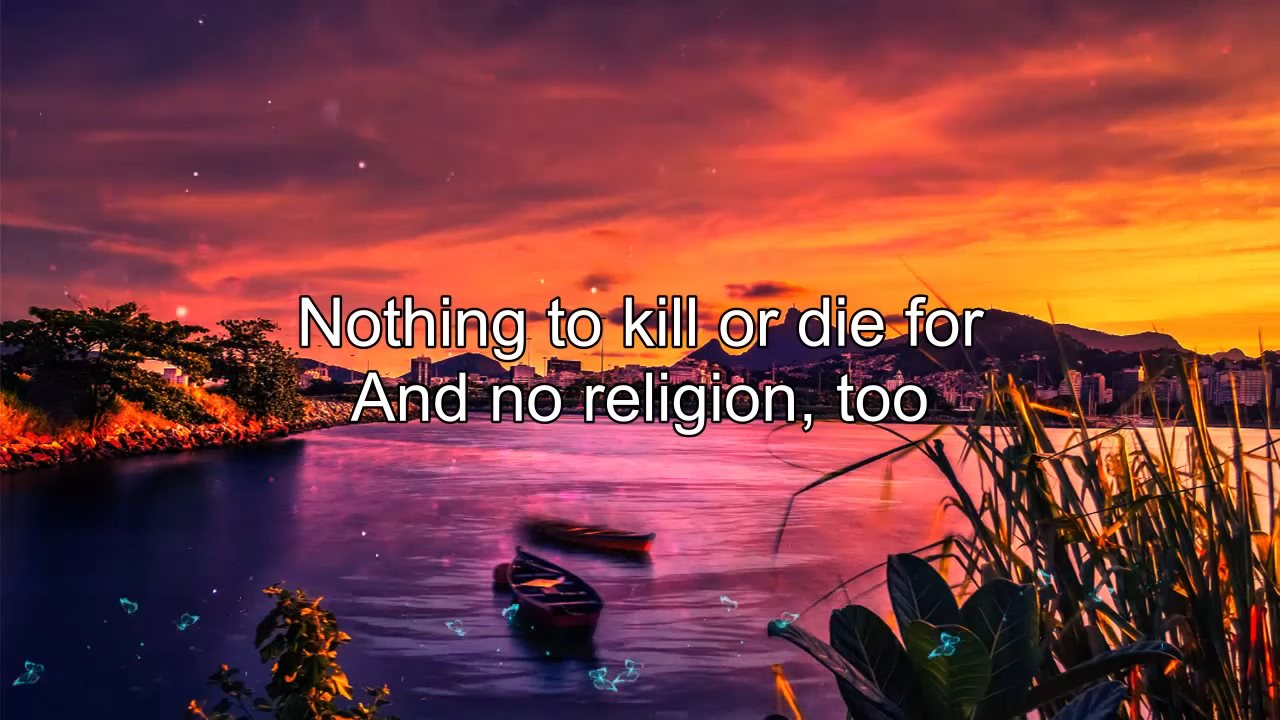 Nothing to kill or die for
And no religion, too